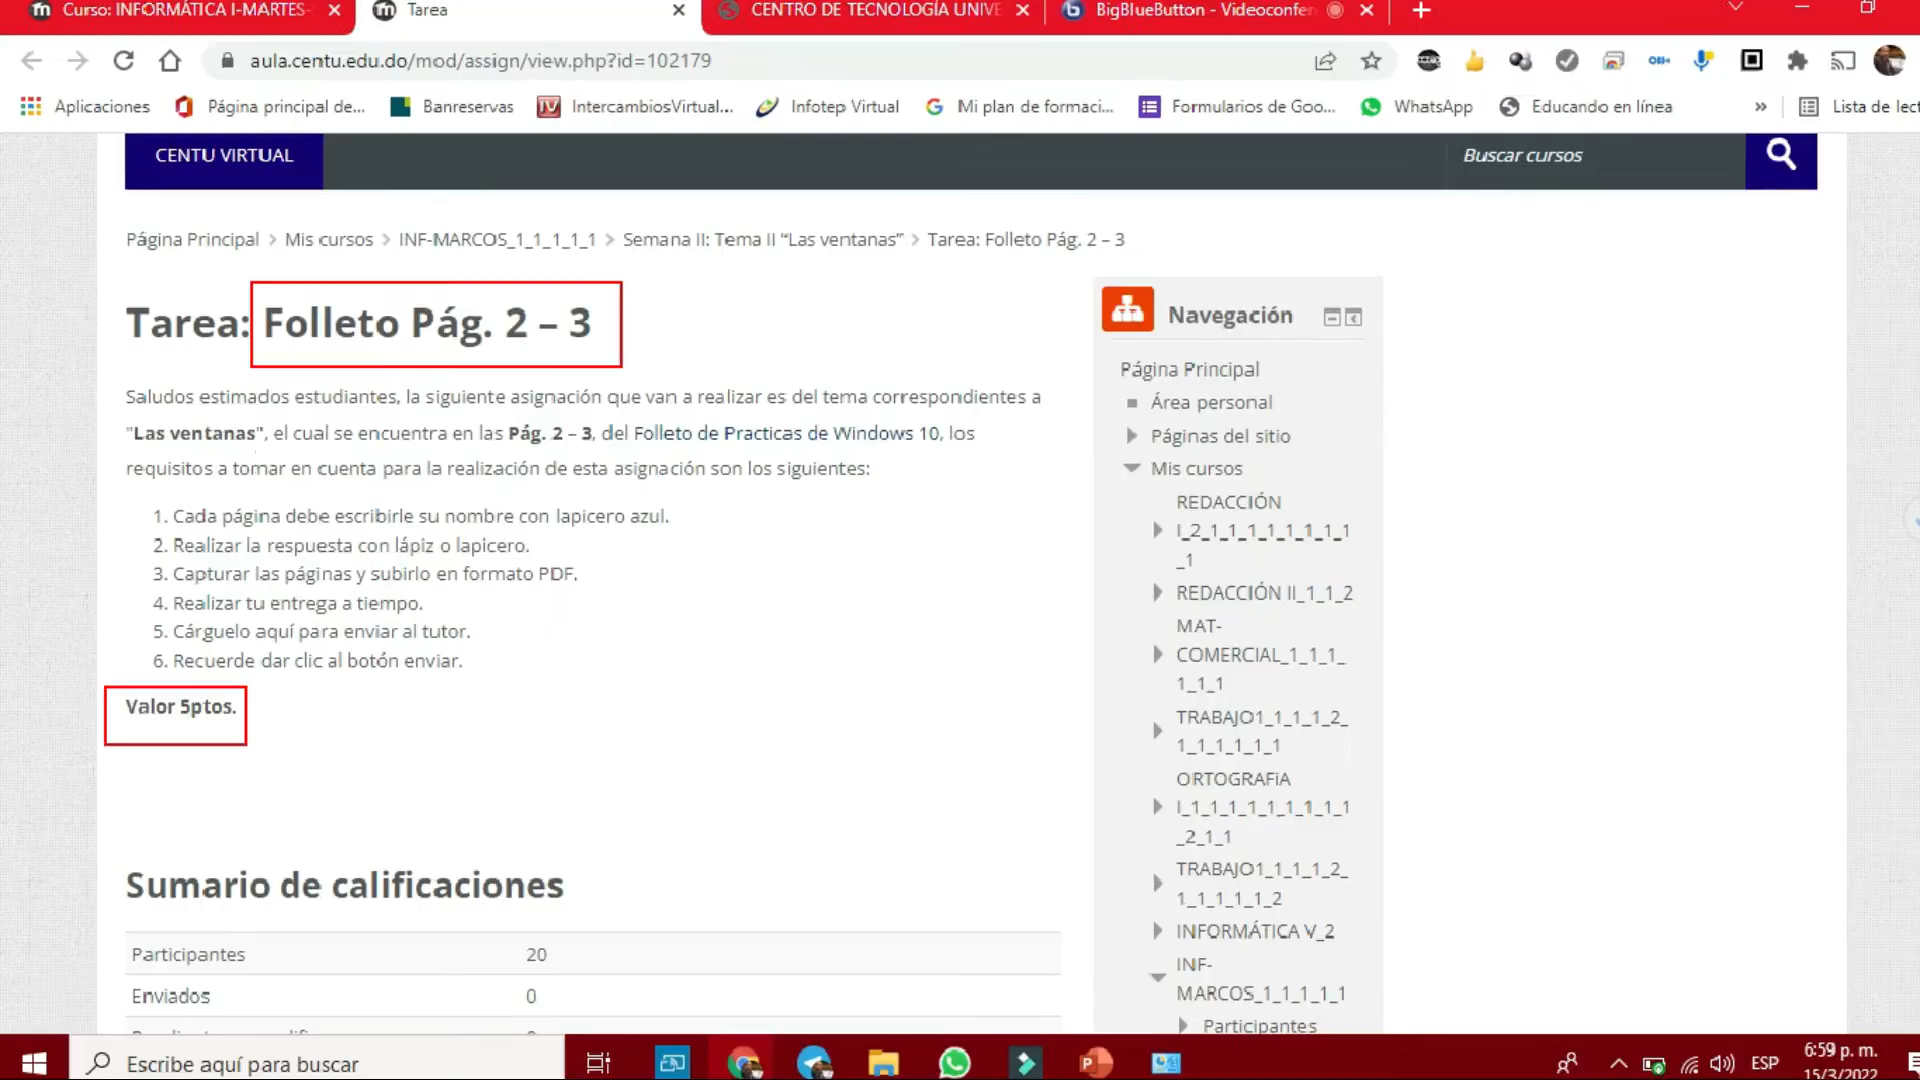 Curso: INFORMÁTICA I-MARTES-
Tarea
CENTRO DE TECNOLOGÍA UNIVE
BigBlueButton - Videoconfer
aula.centu.edu.do/mod/assign/view.php?id=102179
Aplicaciones
Página principal de...
Banreservas
IntercambiosVirtual...
Infotep Virtual
Mi plan de formaci...
Formularios de Goo...
WhatsApp
Educando en línea
»
Lista de lect
CENTU VIRTUAL
Buscar cursos
Página Principal > Mis cursos > INF-MARCOS_1_1_1_1_1 > Semana II: Tema II “Las ventanas” > Tarea: Folleto Pág. 2 – 3
Tarea: Folleto Pág. 2 – 3
Saludos estimados estudiantes, la siguiente asignación que van a realizar es del tema correspondientes a
"Las ventanas", el cual se encuentra en las Pág. 2 – 3, del Folleto de Practicas de Windows 10, los
requisitos a tomar en cuenta para la realización de esta asignación son los siguientes:
1. Cada página debe escribirle su nombre con lapicero azul.
2. Realizar la respuesta con lápiz o lapicero.
3. Capturar las páginas y subirlo en formato PDF.
4. Realizar tu entrega a tiempo.
5. Cárguelo aquí para enviar al tutor.
6. Recuerde dar clic al botón enviar.
Valor 5ptos.
Sumario de calificaciones
Participantes 20
Enviados 0
Navegación
Página Principal
Área personal
Páginas del sitio
Mis cursos
REDACCIÓN
I_2_1_1_1_1_1_1_1_1
_1
REDACCIÓN II_1_1_2
MAT-
COMERCIAL_1_1_1_
1_1_1
TRABAJO1_1_1_1_2_
1_1_1_1_1_1
ORTOGRAFíA
I_1_1_1_1_1_1_1_1_1
_2_1_1
TRABAJO1_1_1_1_2_
1_1_1_1_1_2
INFORMÁTICA V_2
INF-
MARCOS_1_1_1_1_1
Participantes
Escribe aquí para buscar
ESP
6:59 p. m.
15/3/2022